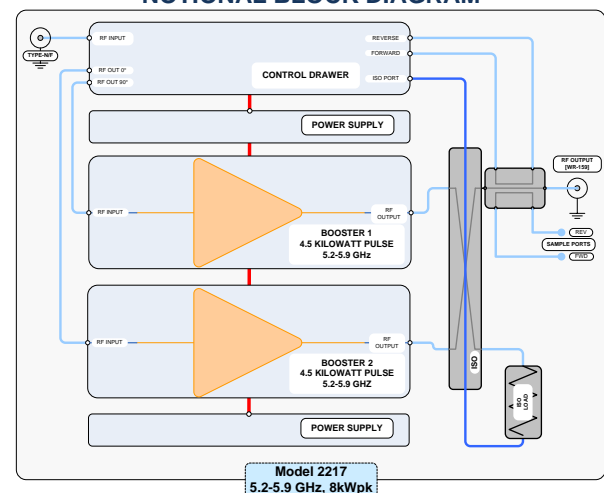 NOTIONAL BLOCK DIAGRAM
RF INPUT
TYPE-N/F
RF OUT 0°
RF OUT 90°
CONTROL DRAWER
REVERSE
FORWARD
ISO PORT
POWER SUPPLY
RF INPUT
RF
OUTPUT
BOOSTER 1
4.5 KILOWATT PULSE
5.2-5.9 GHz
RF OUTPUT
[WR-159]
REV
SAMPLE PORTS
FWD
RF INPUT
RF
OUTPUT
BOOSTER 2
4.5 KILOWATT PULSE
5.2-5.9 GHZ
ISO
ISO
LOAD
POWER SUPPLY
Model 2217
5.2-5.9 GHz, 8kWpk